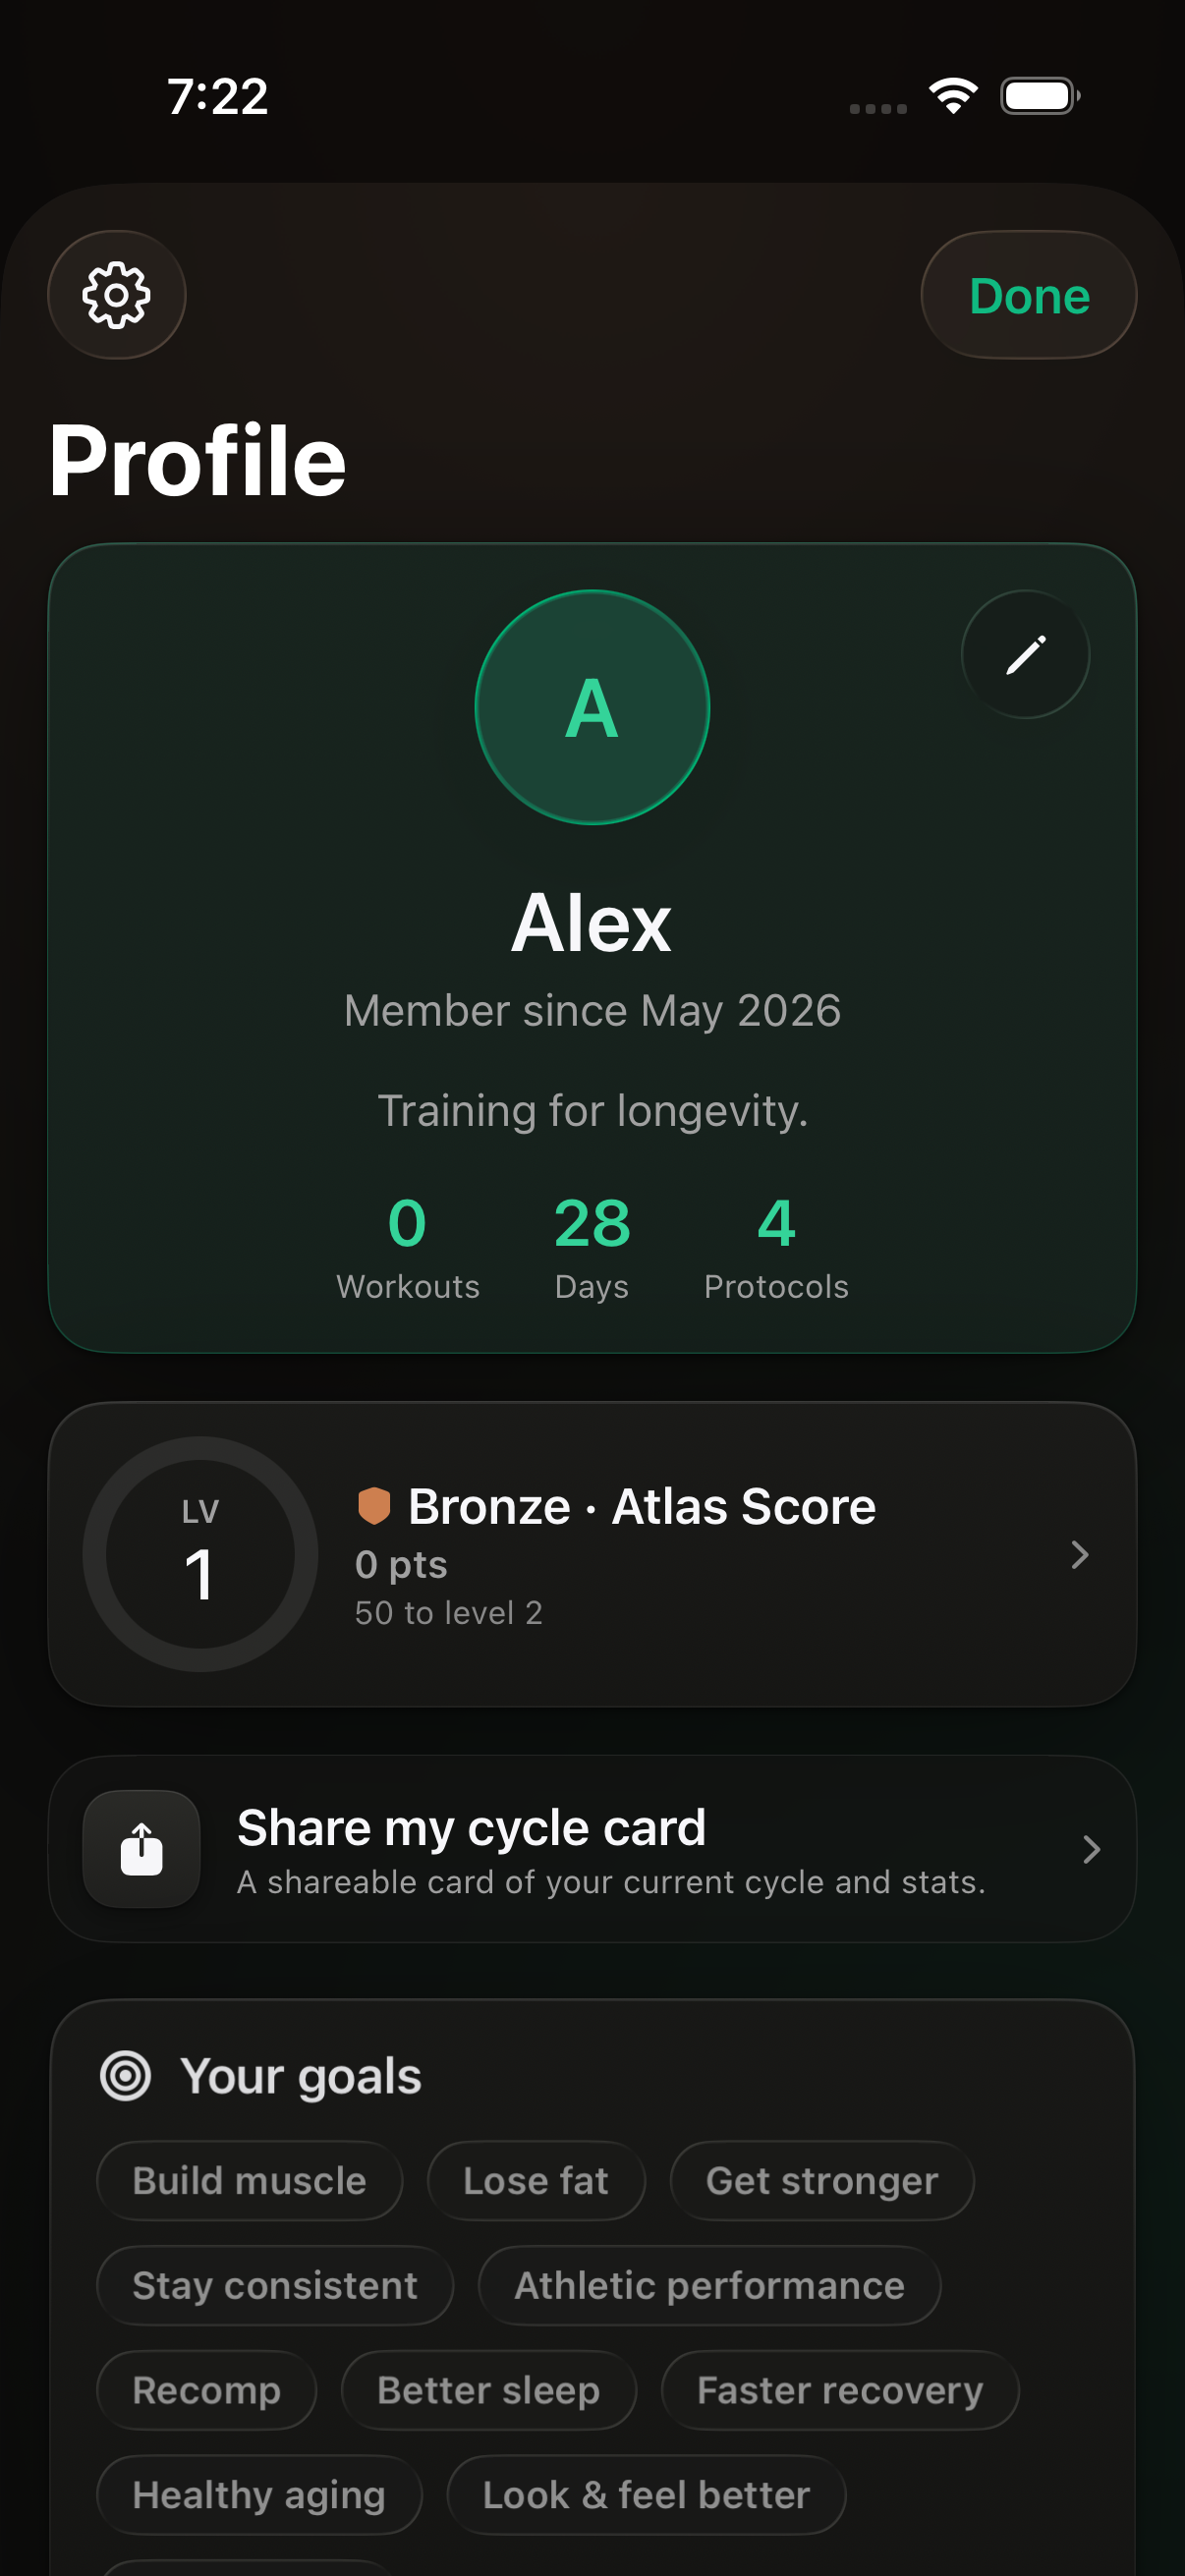 7:22
Done
Profile
A
Alex
Member since May 2026
Training for longevity.
0 28 4
Workouts Days Protocols
LV
1
Bronze · Atlas Score
0 pts
50 to level 2
Share my cycle card
A shareable card of your current cycle and stats.
Your goals
Build muscle Lose fat Get stronger
Stay consistent Athletic performance
Recomp Better sleep Faster recovery
Healthy aging Look & feel better